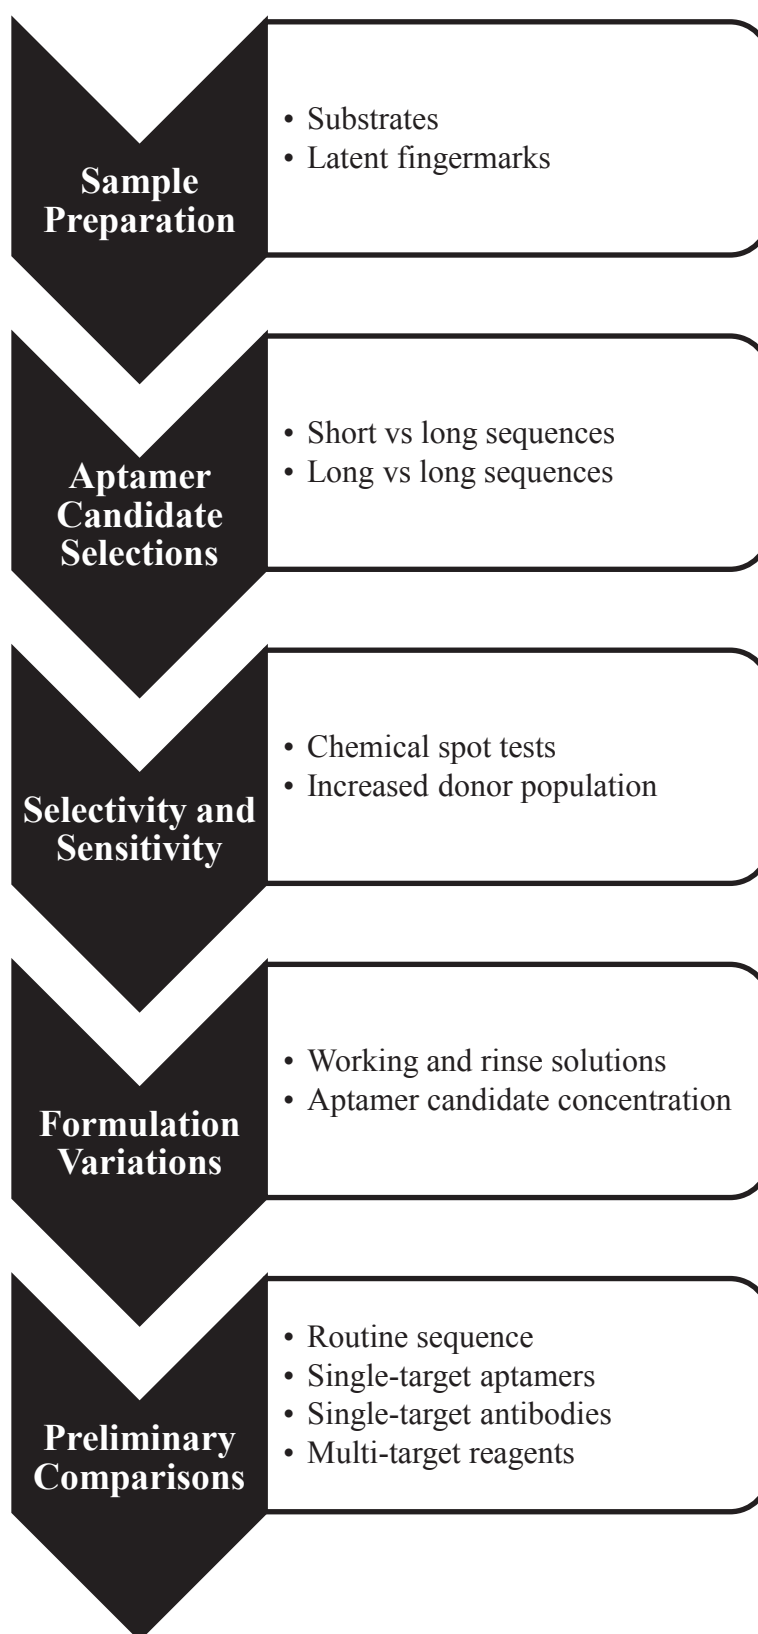 Sample
Preparation
• Substrates
• Latent fingermarks
Aptamer
Candidate
Selections
• Short vs long sequences
• Long vs long sequences
Selectivity and
Sensitivity
• Chemical spot tests
• Increased donor population
Formulation
Variations
• Working and rinse solutions
• Aptamer candidate concentration
Preliminary
Comparisons
• Routine sequence
• Single-target aptamers
• Single-target antibodies
• Multi-target reagents